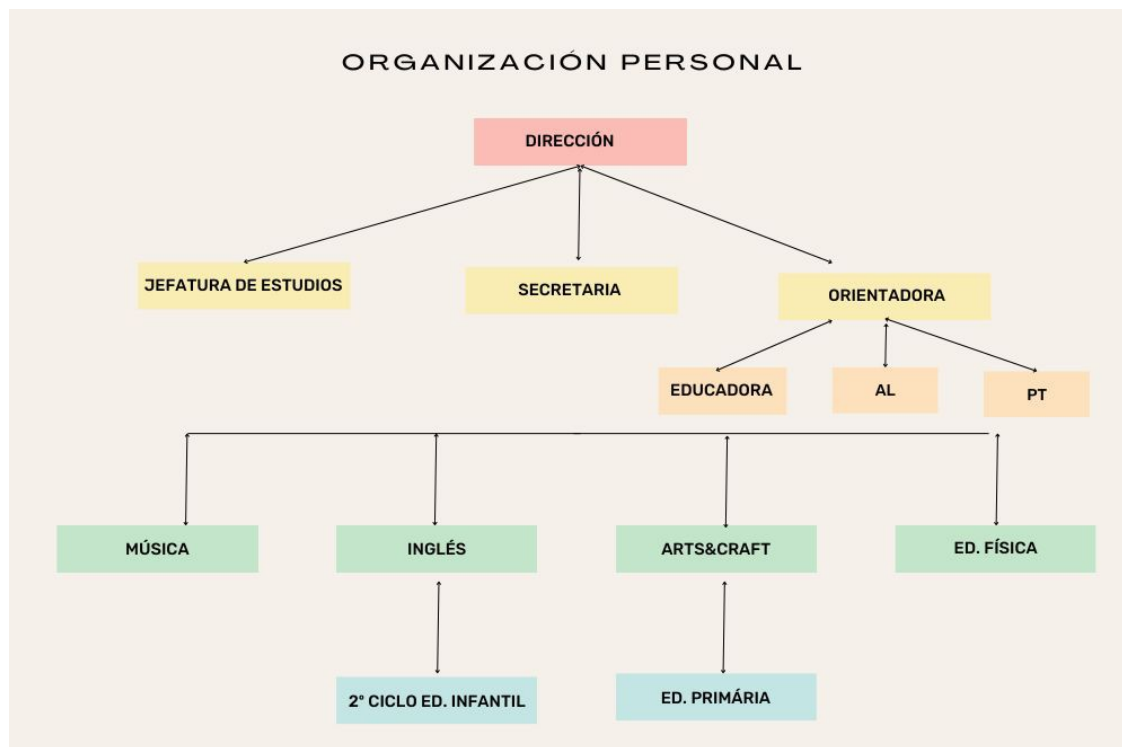 ORGANIZACIÓN PERSONAL
DIRECCIÓN
JEFATURA DE ESTUDIOS
SECRETARIA
ORIENTADORA
EDUCADORA
AL
PT
MÚSICA
INGLÉS
ARTS&CRAFT
ED. FÍSICA
2º CICLO ED. INFANTIL
ED. PRIMÁRIA